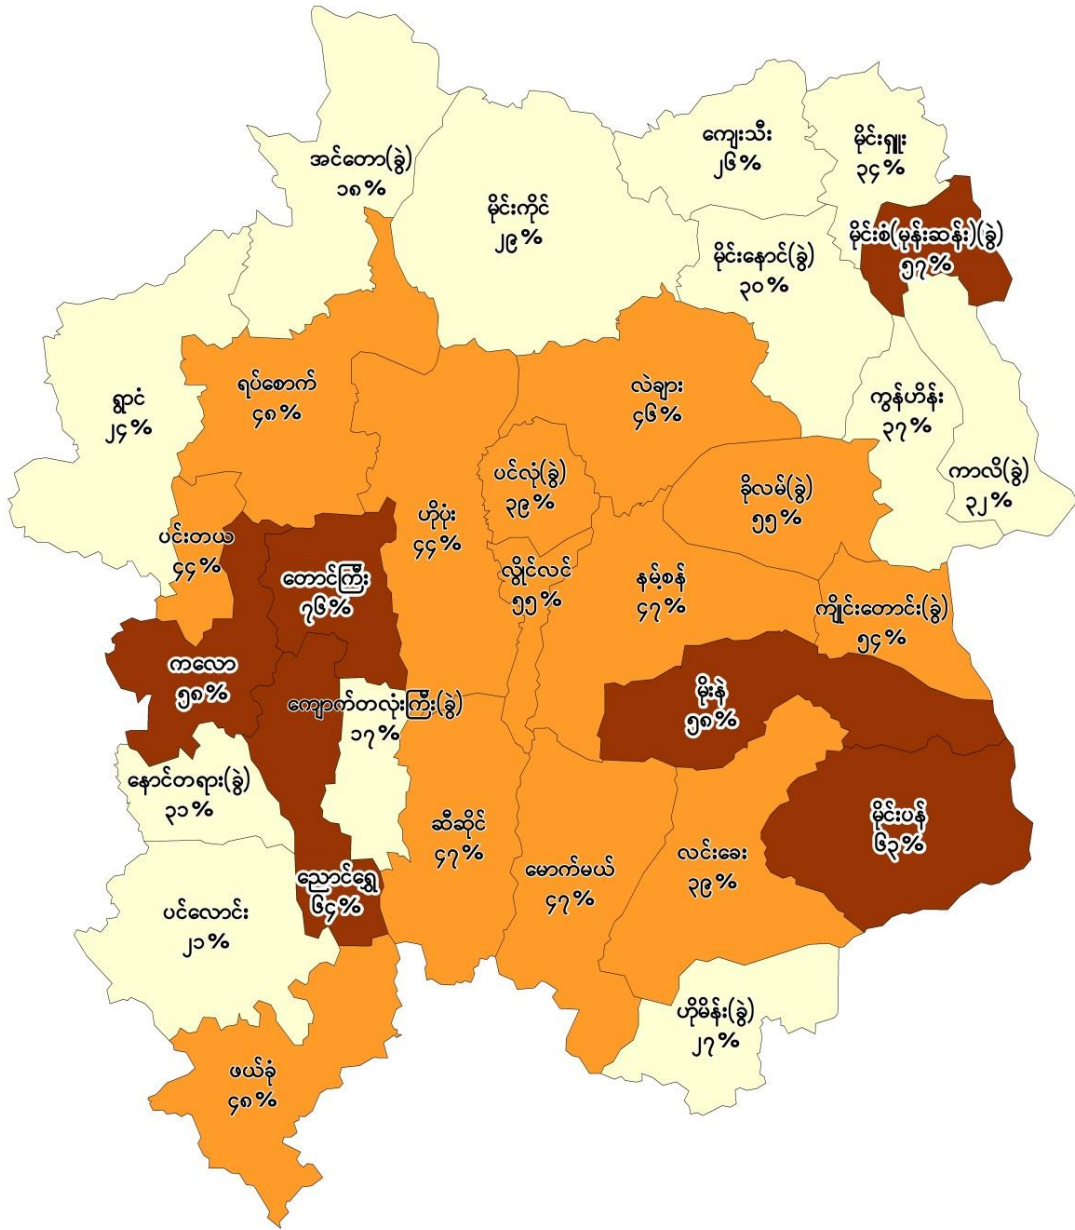 ကျေးသီး
၂၆%
မိုင်းရှူး
၃၄%
အင်တော(ခွဲ)
၁၈%
မိုင်းကိုင်
၂၉%
မိုင်းစံ(မုန်းဆန်း)(ခွဲ)
၅၇%
မိုင်းနောင်(ခွဲ)
၃၀%
ရွာငံ
၂၄%
ရပ်စောက်
၄၈%
လဲချား
၄၆%
ကွန်ဟိန်း
၃၇%
ပင်လုံ(ခွဲ)
၃၉%
ခိုလမ်(ခွဲ)
၅၅%
ကာလိ(ခွဲ)
၃၂%
ပင်းတယ
၄၄%
ဟိုပုံး
၄၄%
တောင်ကြီး
၇၆%
လွိုင်လင်
၅၅%
နမ့်စန်
၄၇%
ကျိုင်းတောင်း(ခွဲ)
၅၄%
ကလော
၅၈%
မိုးနဲ
၅၈%
ကျောက်တလုံးကြီး(ခွဲ)
၁၇%
နောင်တရား(ခွဲ)
၃၁%
ဆီဆိုင်
၄၇%
မိုင်းပန်
၆၃%
လင်းခေး
၃၉%
မောက်မယ်
၄၇%
ညောင်ရွှေ
၆၄%
ပင်လောင်း
၂၁%
ဟိုမိန်း(ခွဲ)
၂၇%
ဖယ်ခုံ
၄၈%